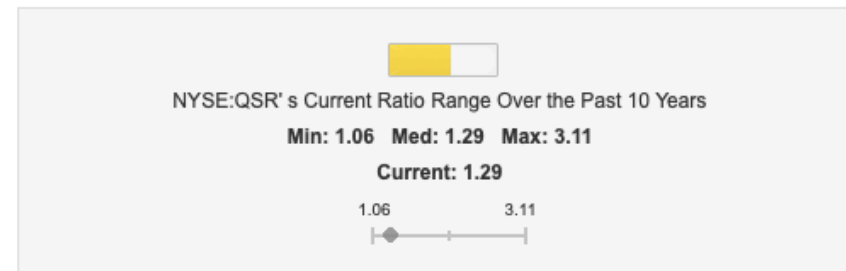 NYSE:QSR' s Current Ratio Range Over the Past 10 Years
Min: 1.06 Med: 1.29 Max: 3.11
Current: 1.29
1.06 3.11